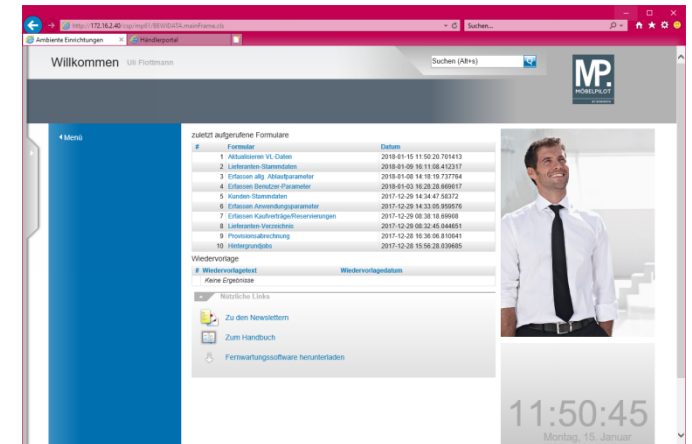 http://172.16.2.40/csp/mpll1/BEWIDATA.mainFrame.cls
Suchen...
Ambiente Einrichtungen
Händlerportal
Willkommen Uli Flottmann
Suchen (Alt+s)
MP.
MÖBELPILOT
Menü
zuletzt aufgerufene Formulare
# Formular Datum
1 Aktualisieren VL Daten 2018-01-15 11:50:20.701413
2 Lieferanten-Stammdaten 2018-01-09 16:11:08.412317
3 Erfassen allg. Ablaufparameter 2018-01-08 14:18:19.737764
4 Erfassen Benutzer-Parameter 2018-01-03 16:28:28.669017
5 Kunden-Stammdaten 2017-12-29 14:34:47.58372
6 Erfassen Anwendungsparameter 2017-12-29 14:33:05.959576
7 Erfassen Kaufverträge/Reservierungen 2017-12-29 08:38:18.69908
8 Lieferanten-Verzeichnis 2017-12-29 08:32:45.044651
9 Provisionsabrechnung 2017-12-28 16:36:06.810041
10 Hintergrundjobs 2017-12-28 15:56:28.039685
Wiedervorlage
# Wiedervorlagetext Wiedervorlagedatum
Keine Ergebnisse
Nützliche Links
Zu den Newslettern
Zum Handbuch
Fernwartungssoftware herunterladen
11:50:45
Montag, 15. Januar